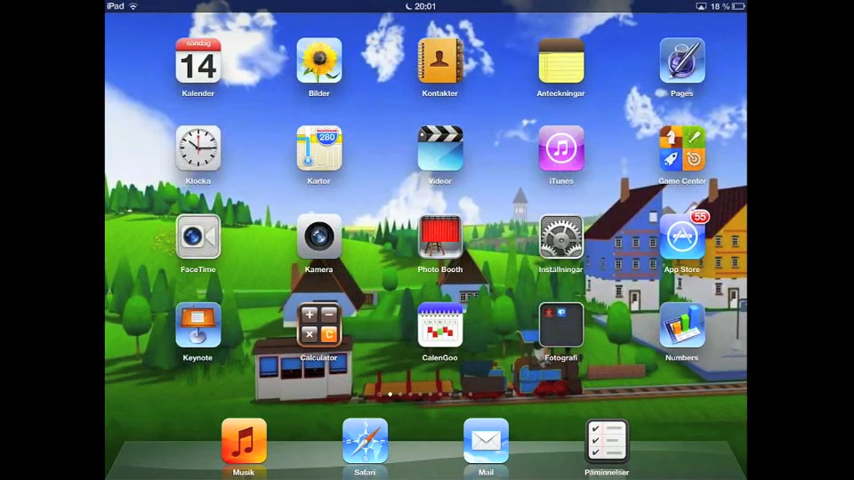 iPad 20:01 18 %
söndag
14
Kalender Bilder Kontakter Anteckningar Pages
280
Klocka Kartor Videor iTunes Game Center
55
FaceTime Kamera Photo Booth Inställningar App Store
Keynote Calculator CalenGoo Fotografi Numbers
Musik Safari Mail Påminnelser